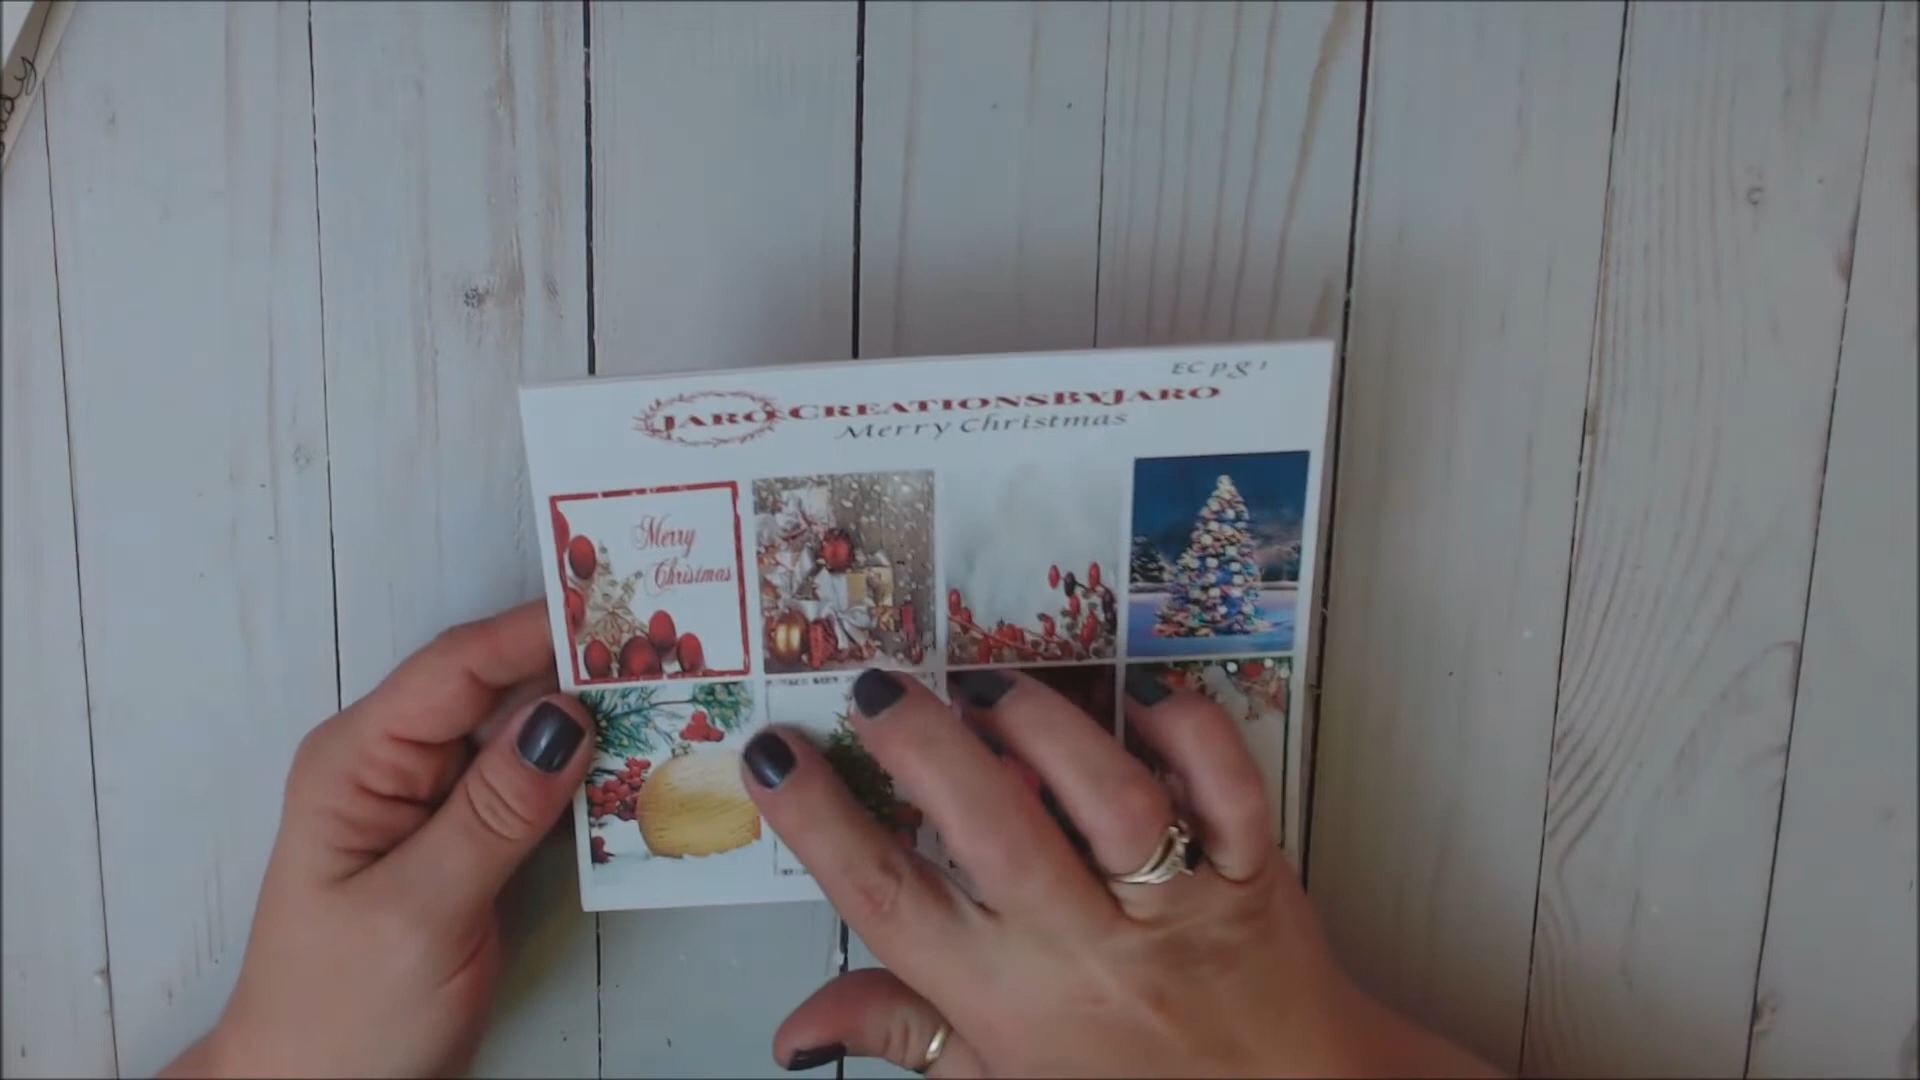 EC pg 1
JARO CREATIONSBYJARO
Merry Christmas
Merry
Christmas